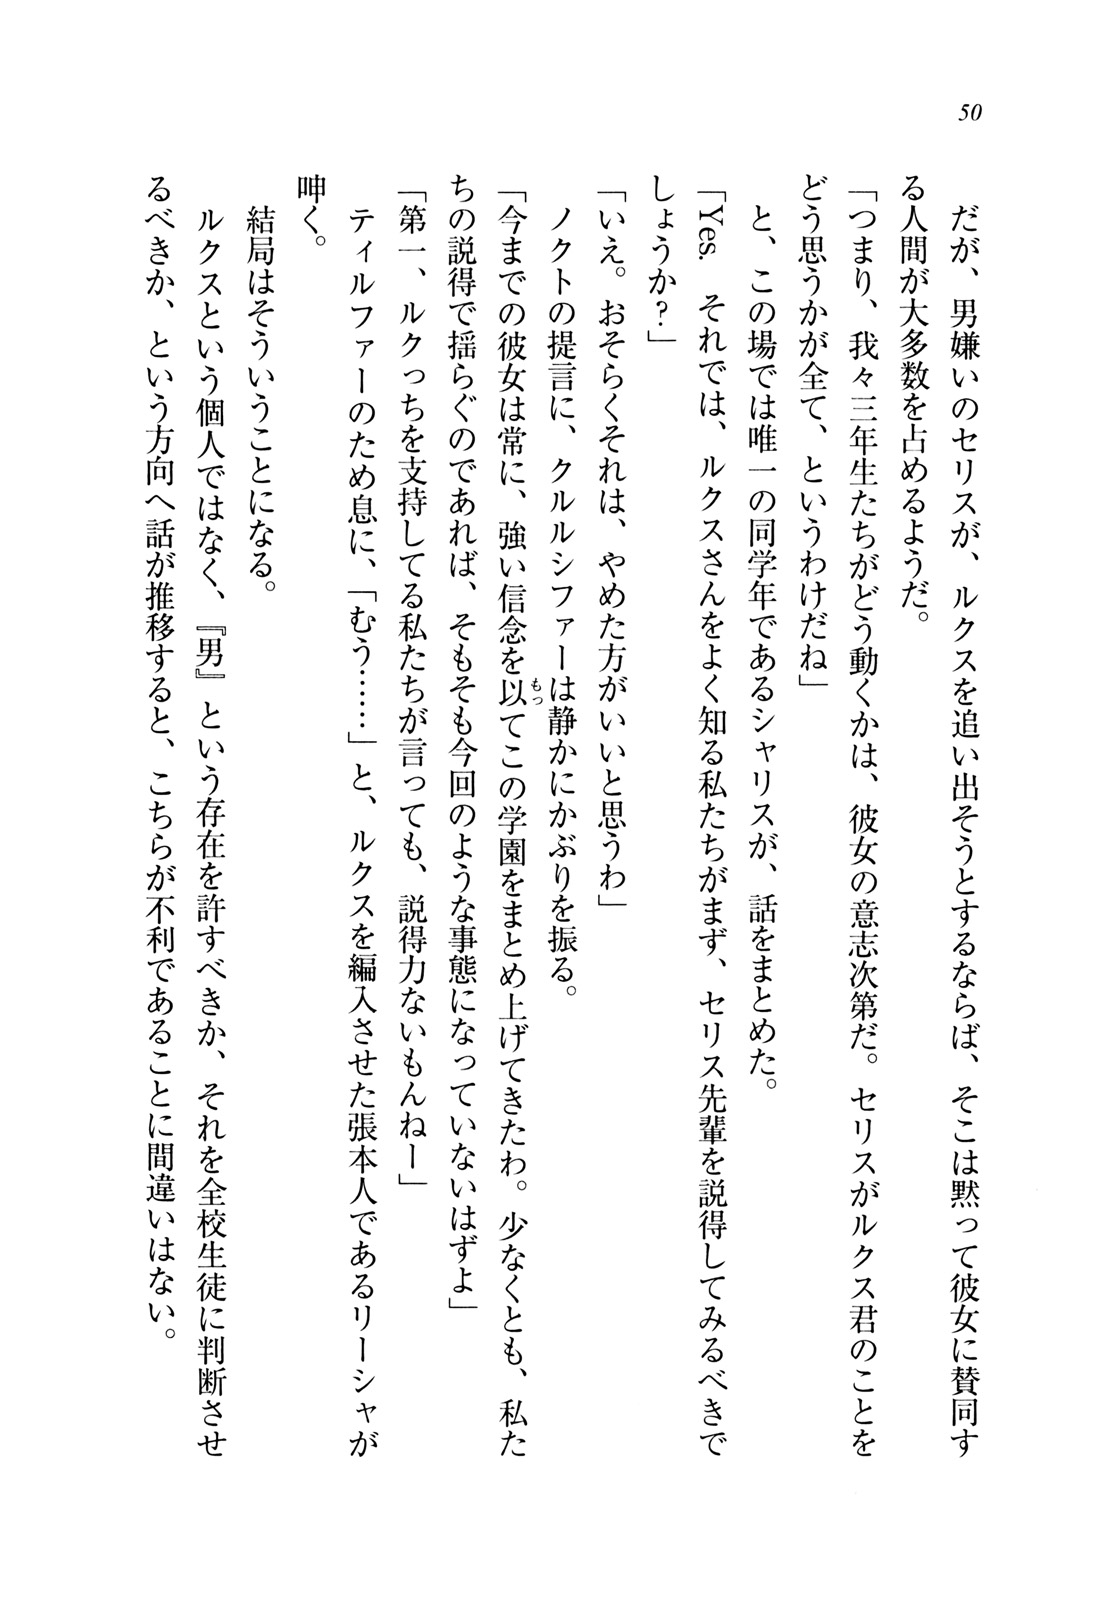 50
だが、男嫌いのセリスが、ルクスを追い出そうとするならば、そこは黙って彼女に賛同す
る人間が大多数を占めるようだ。
「つまり、我々三年生たちがどう動くかは、彼女の意志次第だ。セリスがルクス君のことを
どう思うかが全て、というわけだね」
と、この場では唯一の同学年であるシャリスが、話をまとめた。
「Yes. それでは、ルクスさんをよく知る私たちがまず、セリス先輩を説得してみるべきで
しょうか?」
「いえ。おそらくそれは、やめた方がいいと思うわ」
ノクトの提言に、クルルシファーは静かにかぶりを振る。
「今までの彼女は常に、強い信念を以てこの学園をまとめ上げてきたわ。少なくとも、私た
ちの説得で揺らぐのであれば、そもそも今回のような事態になっていないはずよ」
「第一、ルクっちを支持してる私たちが言っても、説得力ないもんねー」
ティルファーのため息に、「むう……」と、ルクスを編入させた張本人であるリーシャが
呻く。
結局はそういうことになる。
ルクスという個人ではなく、『男』という存在を許すべきか、それを全校生徒に判断させ
るべきか、という方向へ話が推移すると、こちらが不利であることに間違いはない。